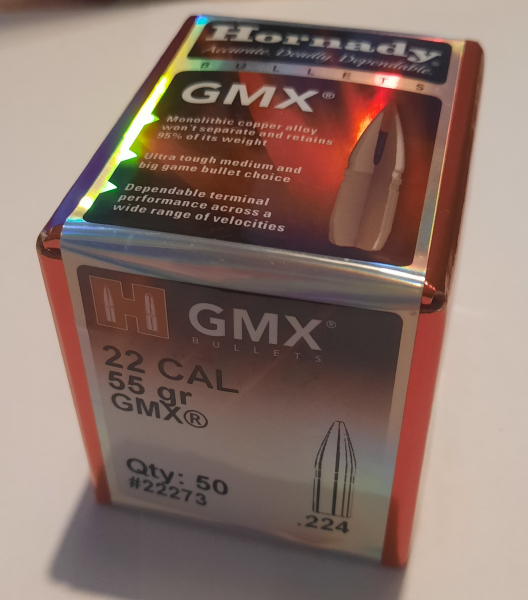 Hornady
Accurate. Deadly. Dependable.
BULLETS
GMX®
Monolithic copper alloy
won't separate and retains
95% of its weight
Ultra tough medium and
big game bullet choice
Dependable terminal
performance across a
wide range of velocities
H
GMX®
BULLETS
22 CAL
55 gr
GMX®
Qty: 50
#22273
.224